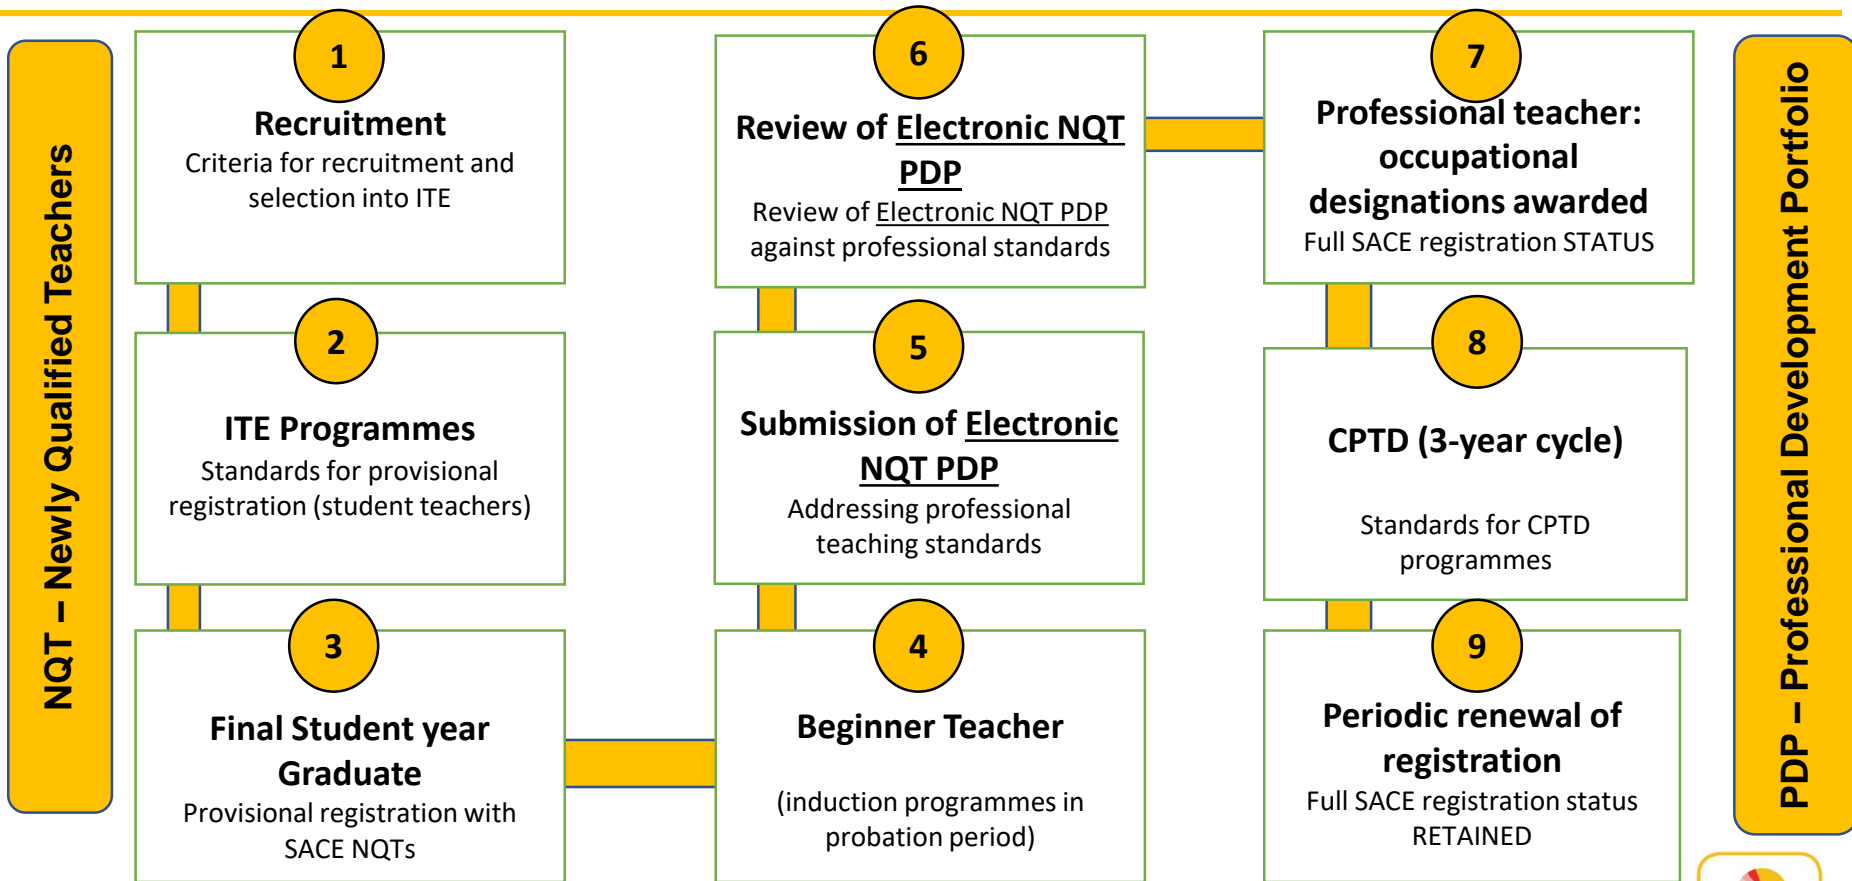 NQT – Newly Qualified Teachers
1
Recruitment
Criteria for recruitment and
selection into ITE
2
ITE Programmes
Standards for provisional
registration (student teachers)
3
Final Student year
Graduate
Provisional registration with
SACE NQTs
4
Beginner Teacher
(induction programmes in
probation period)
5
Submission of Electronic
NQT PDP
Addressing professional
teaching standards
6
Review of Electronic NQT
PDP
Review of Electronic NQT PDP
against professional standards
7
Professional teacher:
occupational
designations awarded
Full SACE registration STATUS
8
CPTD (3-year cycle)
Standards for CPTD
programmes
9
Periodic renewal of
registration
Full SACE registration status
RETAINED
PDP – Professional Development Portfolio